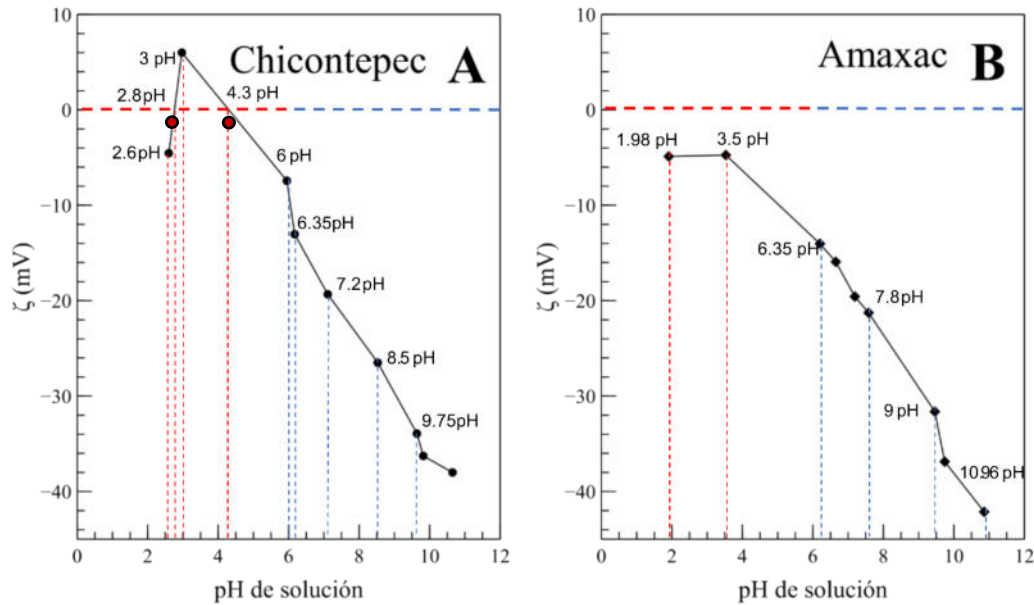 Chicontepec A
10
0
−10
−20
−30
−40
ζ (mV)
3 pH
2.8pH
4.3 pH
2.6pH
6 pH
6.35pH
7.2pH
8.5 pH
9.75pH
0 2 4 6 8 10 12
pH de solución
Amaxac B
10
0
−10
−20
−30
−40
ζ (mV)
1.98 pH
3.5 pH
6.35 pH
7.8pH
9 pH
10.96 pH
0 2 4 6 8 10 12
pH de solución